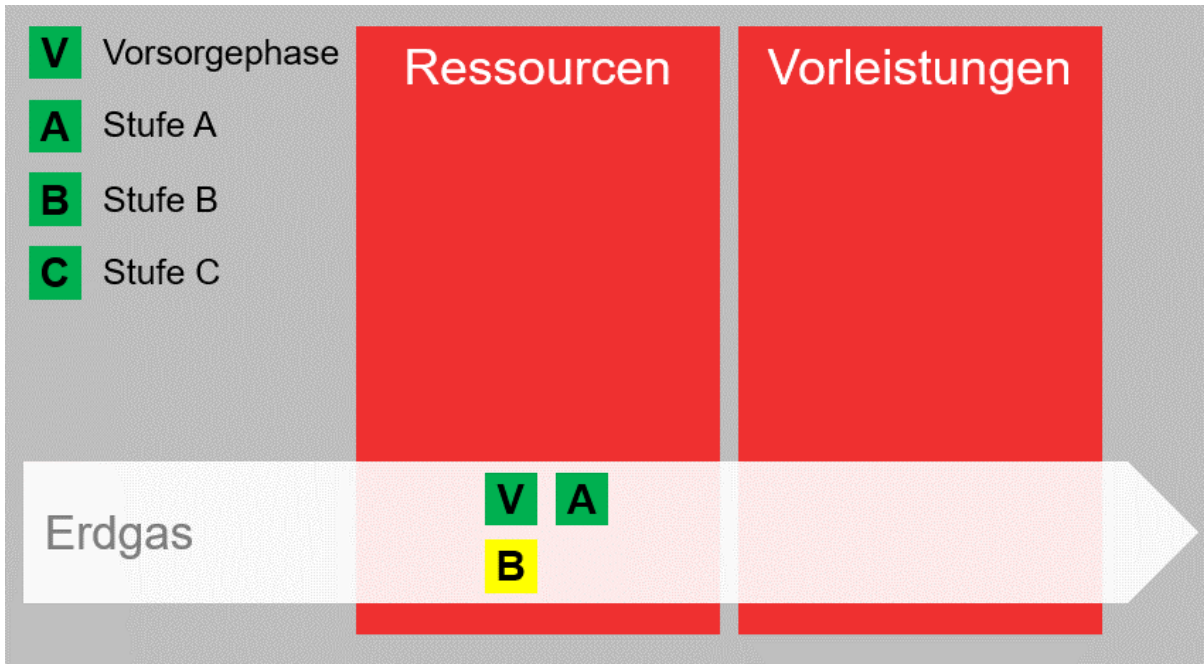 V Vorsorgephase
A Stufe A
B Stufe B
C Stufe C
Ressourcen
Vorleistungen
Erdgas
V A
B